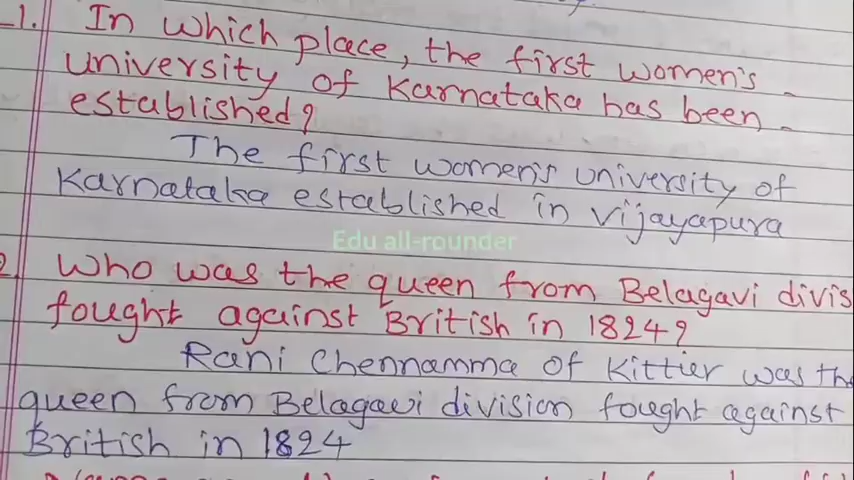 1. In which place, the first women's
university of Karnataka has been
established?
The first women's university of
Karnataka established in vijayapura
Edu all-rounder
2. Who was the queen from Belagavi divis
fought against British in 1824?
Rani Chennamma of Kittier was the
queen from Belagavi division fought against
British in 1824